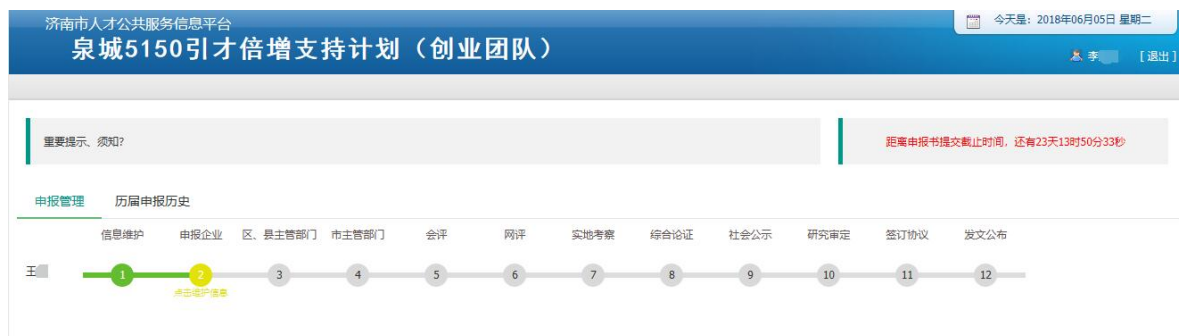 济南市人才公共服务信息平台
今天是：2018年06月05日 星期二
泉城5150引才倍增支持计划（创业团队）
李 [退出]
重要提示、须知?
距离申报书提交截止时间，还有23天13时50分33秒
申报管理 历届申报历史
信息维护 申报企业 区、县主管部门 市主管部门 会评 网评 实地考察 综合论证 社会公示 研究审定 签订协议 发文公布
王 1 2 3 4 5 6 7 8 9 10 11 12
点击维护信息